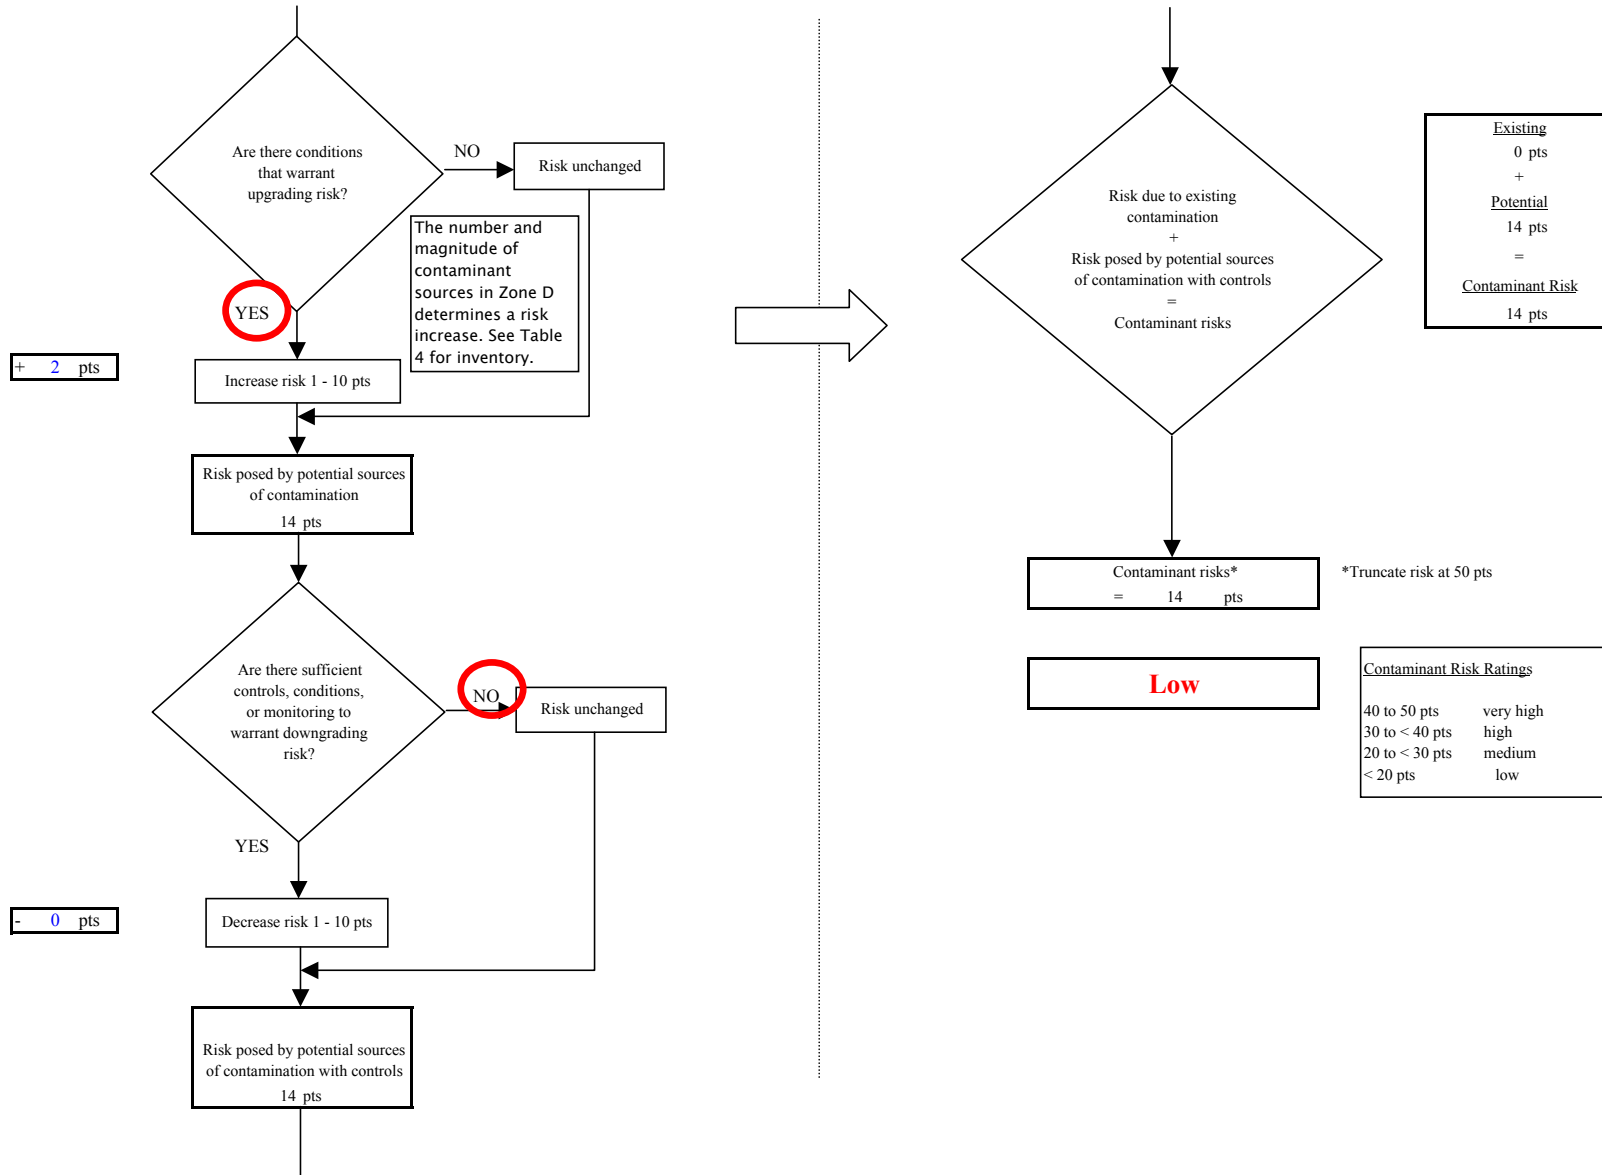 Are there conditions
that warrant
upgrading risk?
NO
Risk unchanged
The number and
magnitude of
contaminant
sources in Zone D
determines a risk
increase. See Table
4 for inventory.
YES
+ 2 pts
Increase risk 1 - 10 pts
Risk posed by potential sources
of contamination
14 pts
Are there sufficient
controls, conditions,
or monitoring to
warrant downgrading
risk?
NO
Risk unchanged
YES
- 0 pts
Decrease risk 1 - 10 pts
Risk posed by potential sources
of contamination with controls
14 pts
Risk due to existing
contamination
+
Risk posed by potential sources
of contamination with controls
=
Contaminant risks
Existing
0 pts
+
Potential
14 pts
=
Contaminant Risk
14 pts
Contaminant risks*
= 14 pts
*Truncate risk at 50 pts
Low
Contaminant Risk Ratings
40 to 50 pts very high
30 to < 40 pts high
20 to < 30 pts medium
< 20 pts low